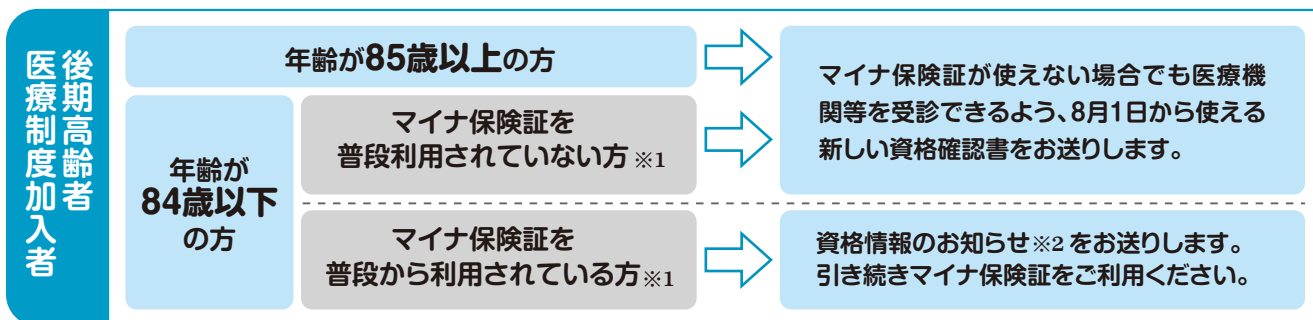 後期高齢者
医療制度加入者
年齢が85歳以上の方
マイナ保険証が使えない場合でも医療機
関等を受診できるよう、8月1日から使える
新しい資格確認書をお送りします。
年齢が
84歳以下
の方
マイナ保険証を
普段利用されていない方※1
マイナ保険証を
普段から利用されている方※1
資格情報のお知らせ※2をお送りします。
引き続きマイナ保険証をご利用ください。